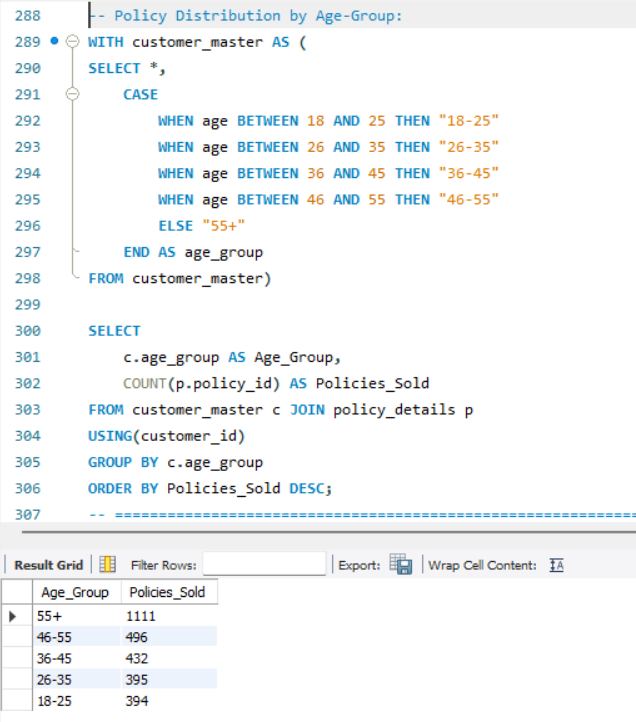 288 -- Policy Distribution by Age-Group:
289 WITH customer_master AS (
290 SELECT *,
291 CASE
292 WHEN age BETWEEN 18 AND 25 THEN "18-25"
293 WHEN age BETWEEN 26 AND 35 THEN "26-35"
294 WHEN age BETWEEN 36 AND 45 THEN "36-45"
295 WHEN age BETWEEN 46 AND 55 THEN "46-55"
296 ELSE "55+"
297 END AS age_group
298 FROM customer_master)
299
300 SELECT
301 c.age_group AS Age_Group,
302 COUNT(p.policy_id) AS Policies_Sold
303 FROM customer_master c JOIN policy_details p
304 USING(customer_id)
305 GROUP BY c.age_group
306 ORDER BY Policies_Sold DESC;
307 -- ============================================================
Result Grid Filter Rows: Export: Wrap Cell Content: IA
Age_Group Policies_Sold
55+ 1111
46-55 496
36-45 432
26-35 395
18-25 394